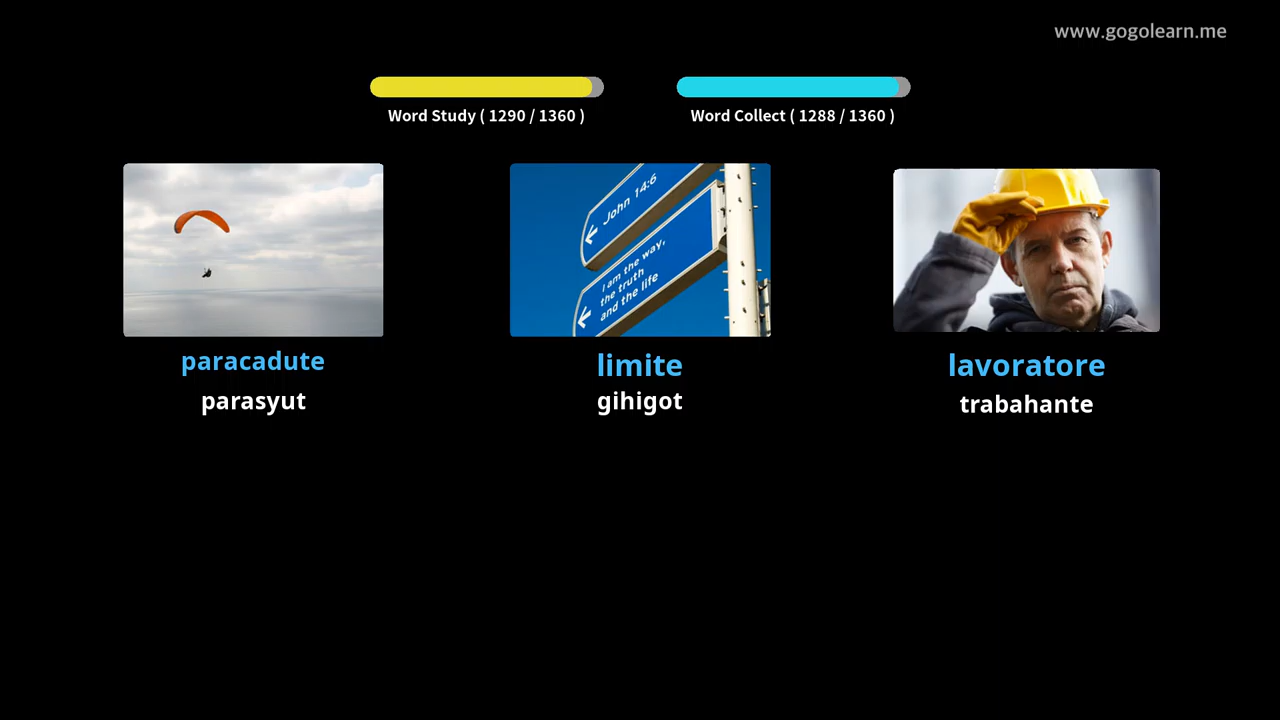 www.gogolearn.me
Word Study ( 1290 / 1360 )
Word Collect ( 1288 / 1360 )
John 14:6
I am the way,
the truth
and the life
paracadute
limite
lavoratore
parasyut
gihigot
trabahante